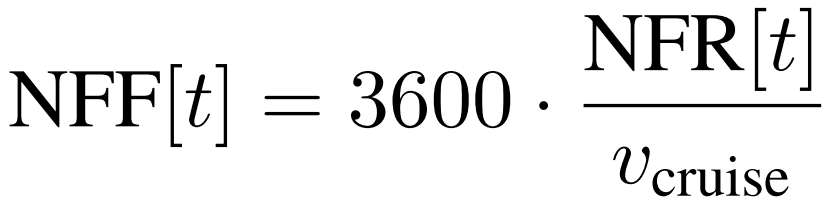 NFF[t] = 3600 · NFR[t] / v_cruise